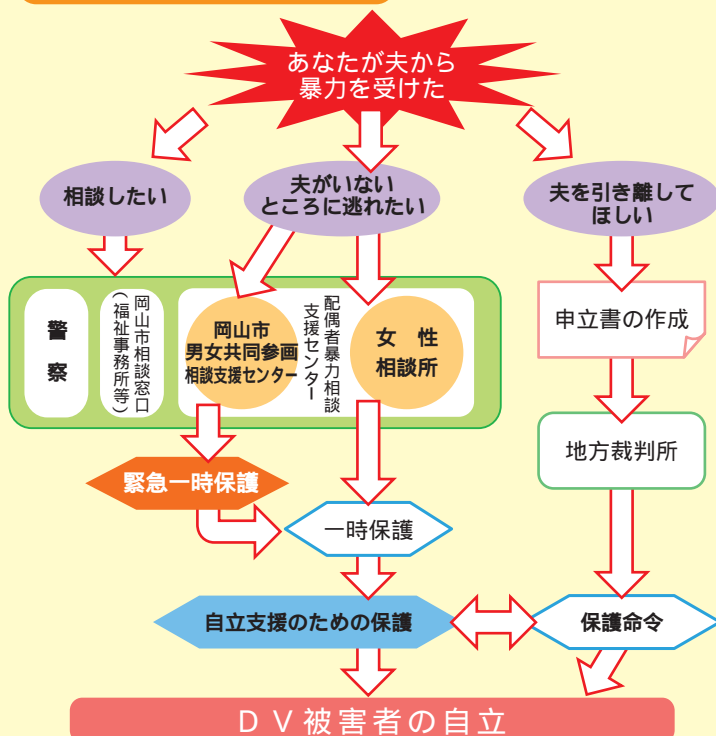 あなたが夫から
暴力を受けた
相談したい
夫がいない
ところに逃れたい
夫を引き離して
ほしい
警察
岡山市相談窓口
(福祉事務所等)
岡山市
男女共同参画
相談支援センター
配偶者暴力相談
支援センター
女性
相談所
申立書の作成
地方裁判所
緊急一時保護
一時保護
自立支援のための保護
保護命令
DV被害者の自立